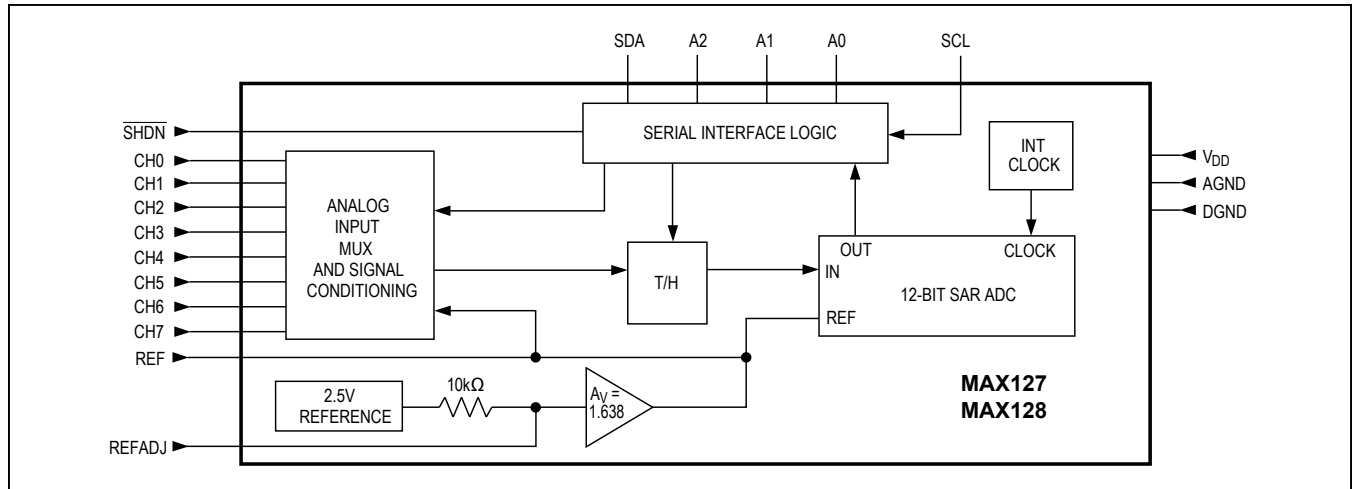 SDA A2 A1 A0 SCL
SHDN
SERIAL INTERFACE LOGIC
INT
CLOCK
CH0
CH1
CH2
CH3
CH4
CH5
CH6
CH7
REF
REFADJ
ANALOG
INPUT
MUX
AND SIGNAL
CONDITIONING
T/H
OUT CLOCK
IN
12-BIT SAR ADC
REF
VDD
AGND
DGND
2.5V
REFERENCE
10kΩ
AV =
1.638
MAX127
MAX128